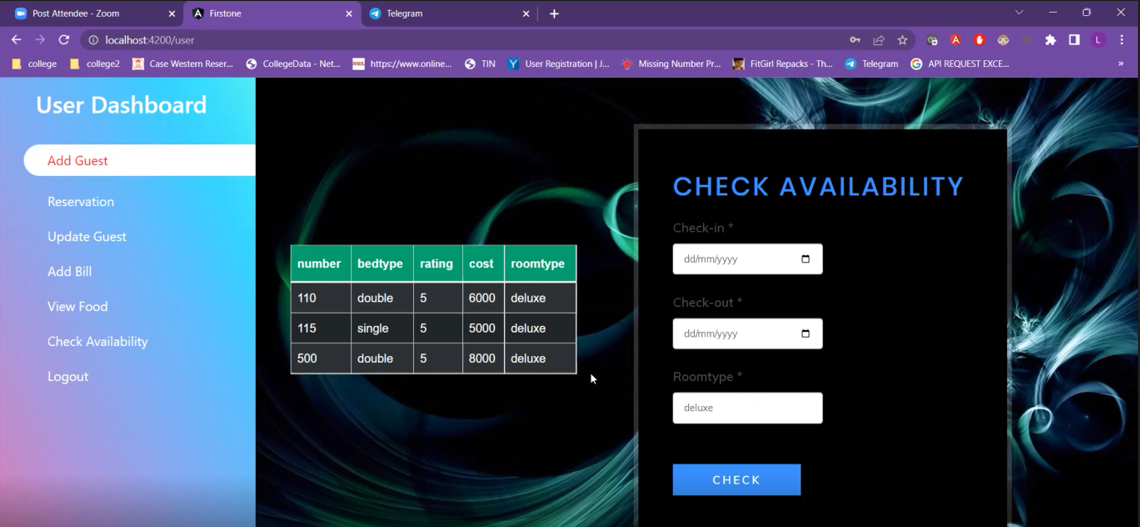 Post Attendee - Zoom
Firstone
Telegram
localhost:4200/user
L
college
college2
Case Western Reser...
CollegeData - Net...
https://www.online...
TIN
User Registration | J...
Missing Number Pr...
FitGirl Repacks - Th...
Telegram
API REQUEST EXCE...
»
User Dashboard
Add Guest
Reservation
Update Guest
Add Bill
View Food
Check Availability
Logout
number bedtype rating cost roomtype
110 double 5 6000 deluxe
115 single 5 5000 deluxe
500 double 5 8000 deluxe
CHECK AVAILABILITY
Check-in *
dd/mm/yyyy
Check-out *
dd/mm/yyyy
Roomtype *
deluxe
CHECK